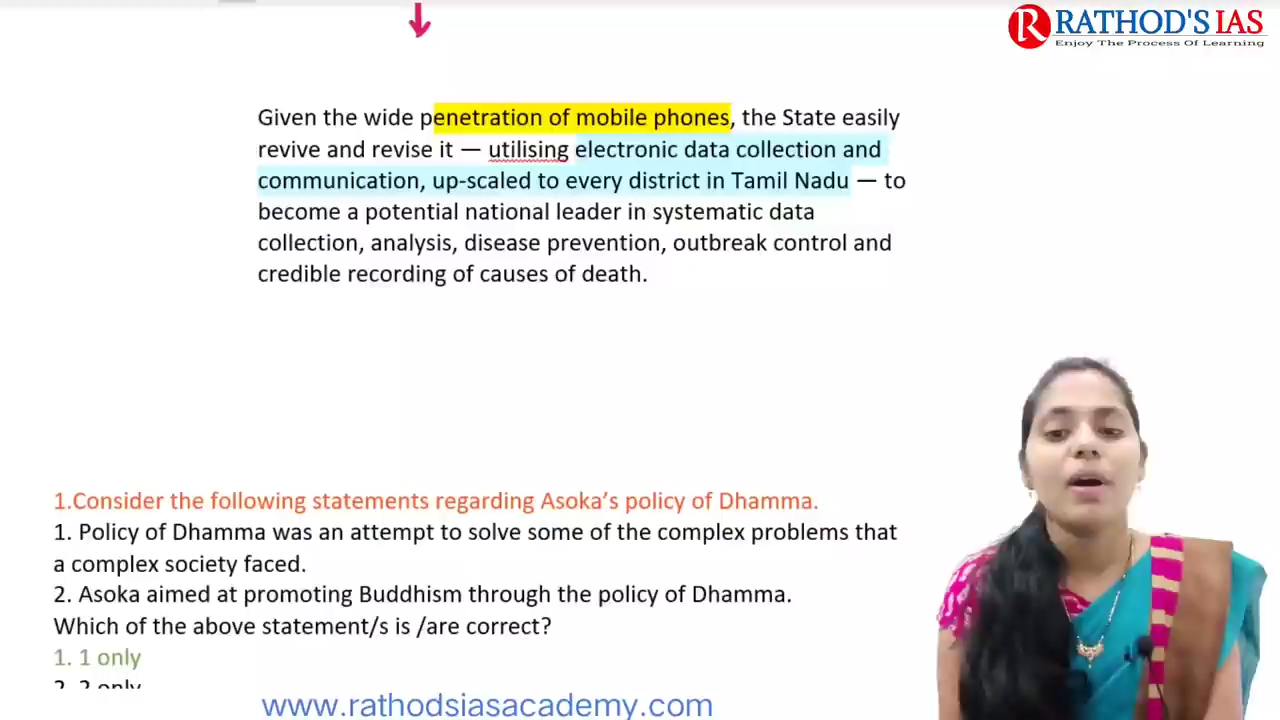 RATHOD'S IAS
Enjoy The Process Of Learning
Given the wide penetration of mobile phones, the State easily
revive and revise it — utilising electronic data collection and
communication, up-scaled to every district in Tamil Nadu — to
become a potential national leader in systematic data
collection, analysis, disease prevention, outbreak control and
credible recording of causes of death.
1.Consider the following statements regarding Asoka's policy of Dhamma.
1. Policy of Dhamma was an attempt to solve some of the complex problems that
a complex society faced.
2. Asoka aimed at promoting Buddhism through the policy of Dhamma.
Which of the above statement/s is /are correct?
1. 1 only
2. 2 only
www.rathodsiasacademy.com